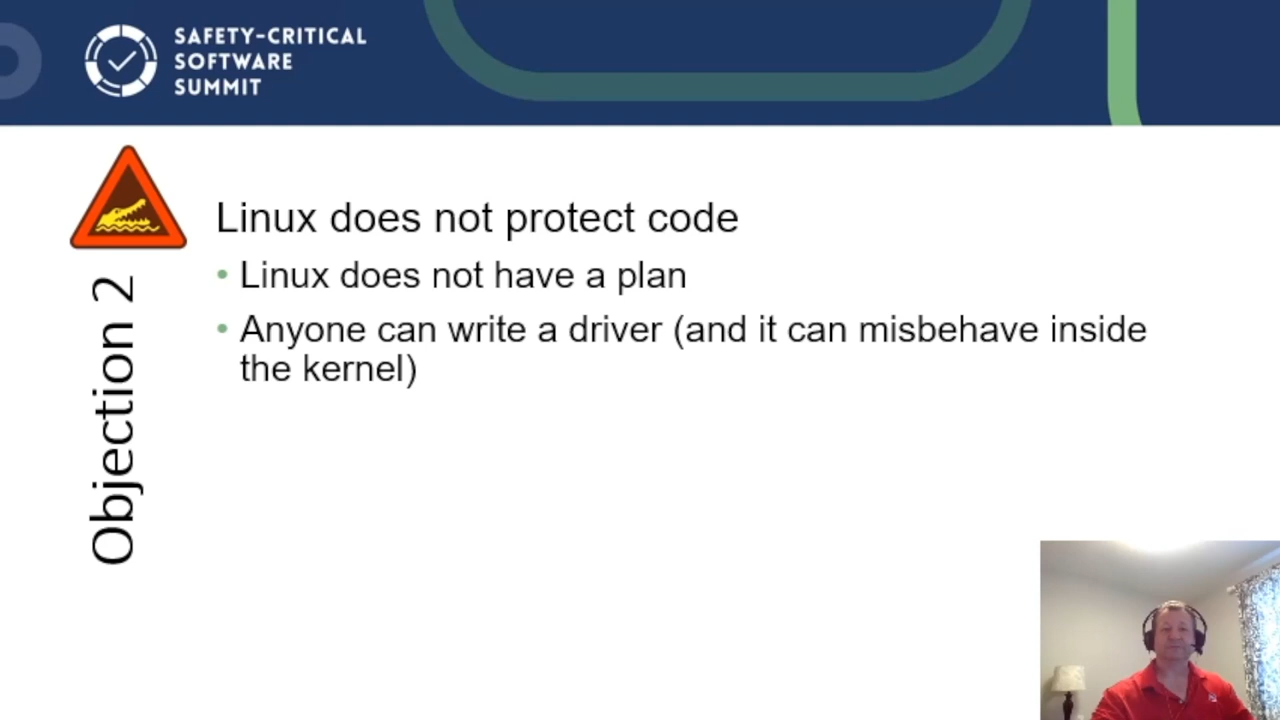 SAFETY-CRITICAL
SOFTWARE
SUMMIT
Objection 2
Linux does not protect code
• Linux does not have a plan
• Anyone can write a driver (and it can misbehave inside
the kernel)